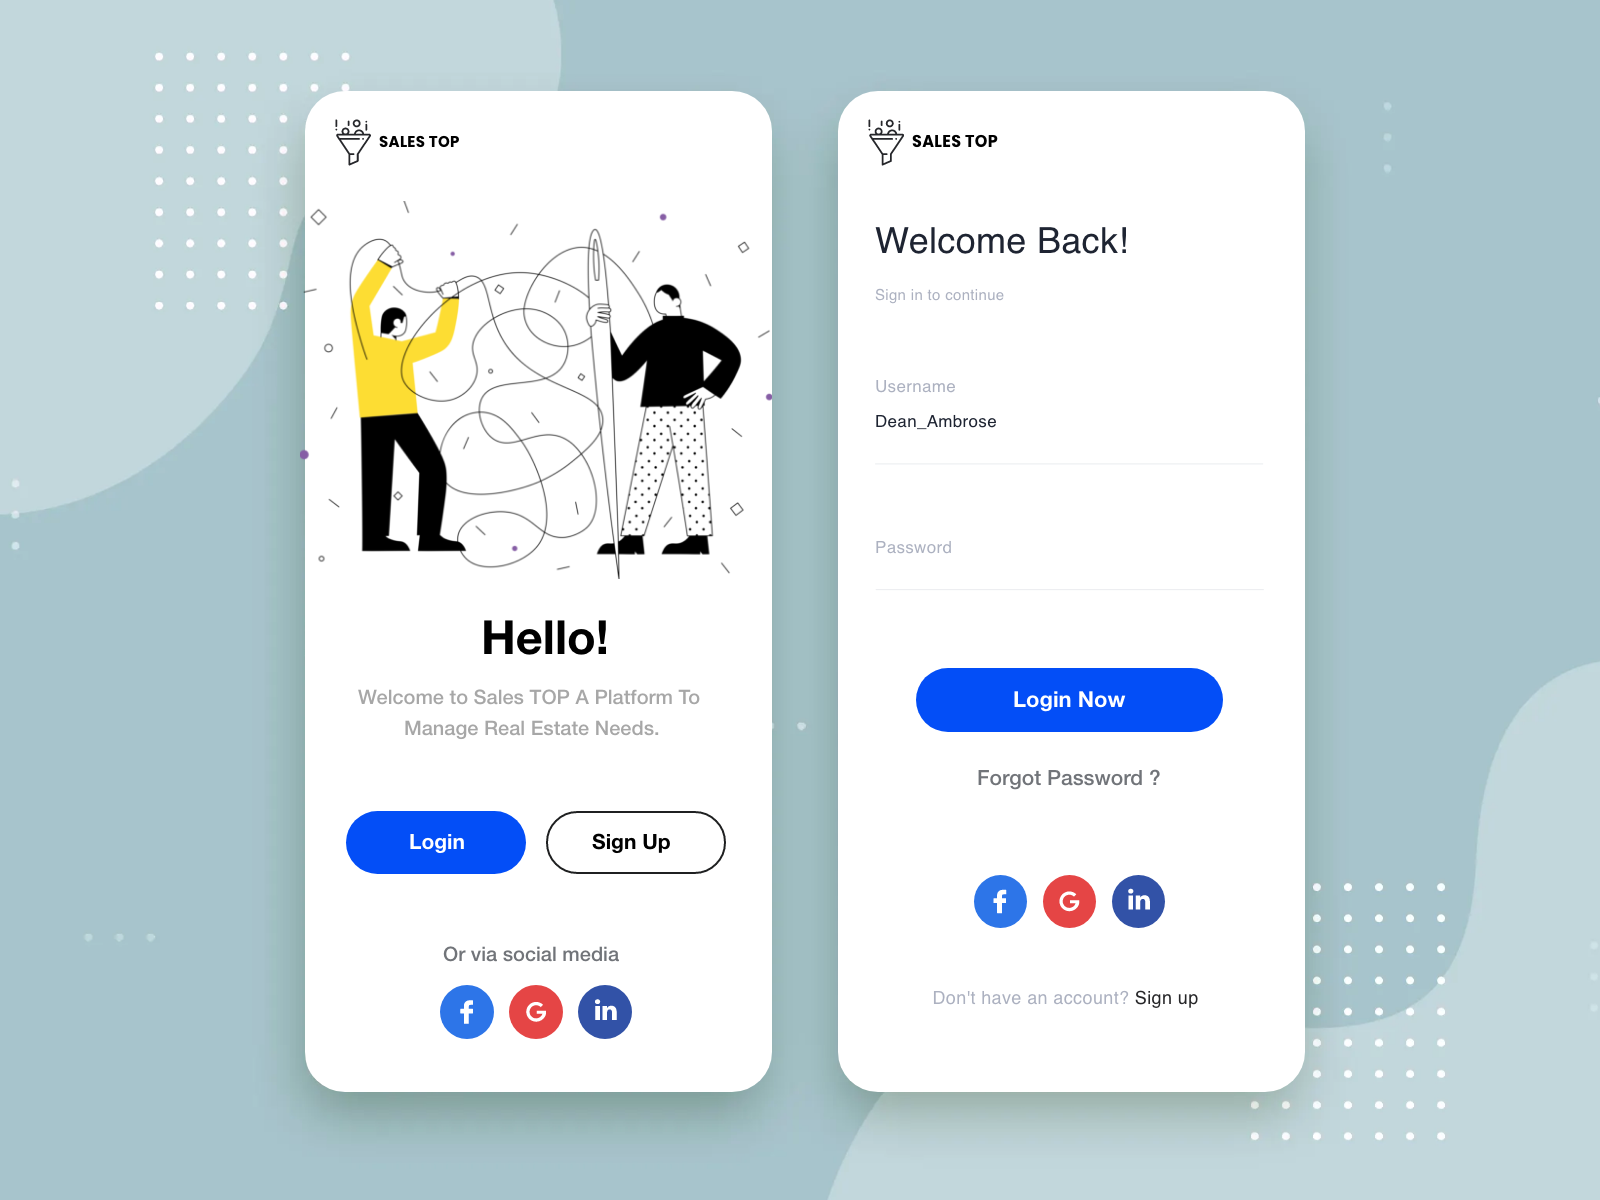 SALES TOP
Hello!
Welcome to Sales TOP A Platform To
Manage Real Estate Needs.
Login
Sign Up
Or via social media
f
G
in
SALES TOP
Welcome Back!
Sign in to continue
Username
Dean_Ambrose
Password
Login Now
Forgot Password ?
f
G
in
Don't have an account? Sign up